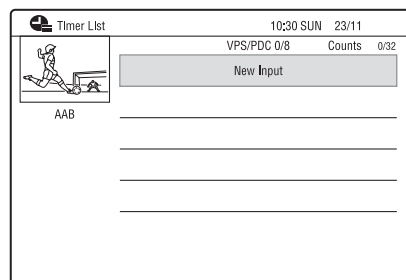 Timer List 10:30 SUN 23/11
VPS/PDC 0/8 Counts 0/32
New Input
AAB